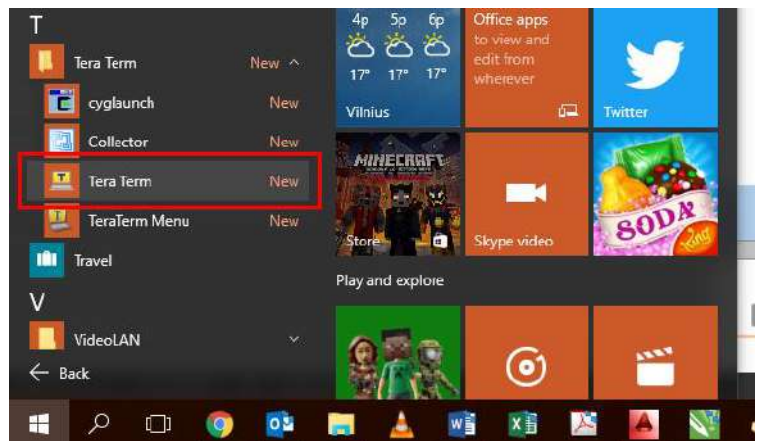 T
Tera Term New
cyglaunch New
Collector New
Tera Term New
TeraTerm Menu New
Travel
V
VideoLAN
Back
4p 5p 6p
17° 17° 17°
Vilnius
Office apps
to view and
edit from
wherever
Twitter
MINECRAFT
Store
Skype video
SODA
King
Play and explore